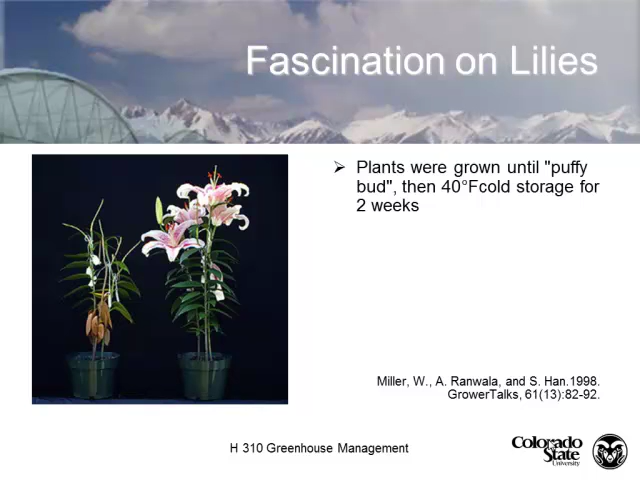 Fascination on Lilies
➢ Plants were grown until "puffy
bud", then 40°Fcold storage for
2 weeks
Miller, W., A. Ranwala, and S. Han.1998.
GrowerTalks, 61(13):82-92.
H 310 Greenhouse Management
Colorado
State
University